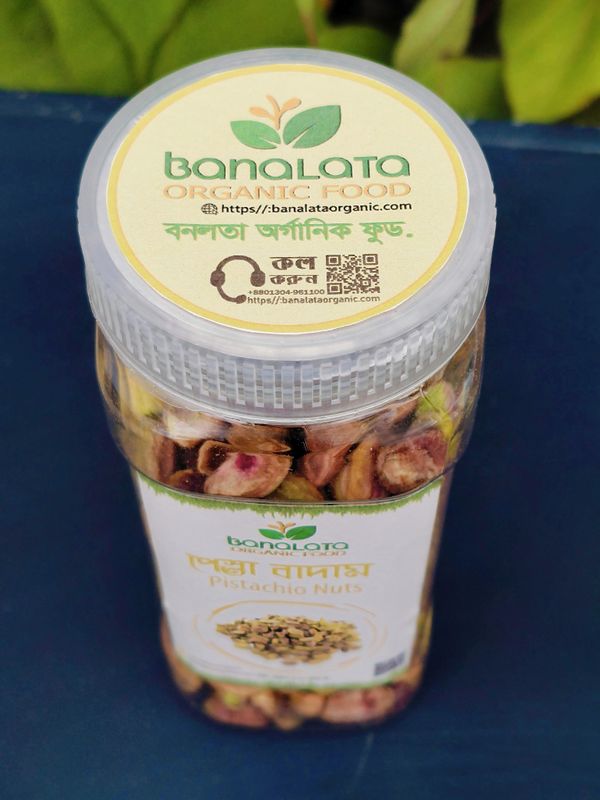 BANALATA
ORGANIC FOOD
https//:banalataorganic.com
বনলতা অর্গানিক ফুড.
কল
করুন
+8801304-961100
https//:banalataorganic.com
BANALATA
ORGANIC FOOD
পেস্তা বাদাম
Pistachio Nuts